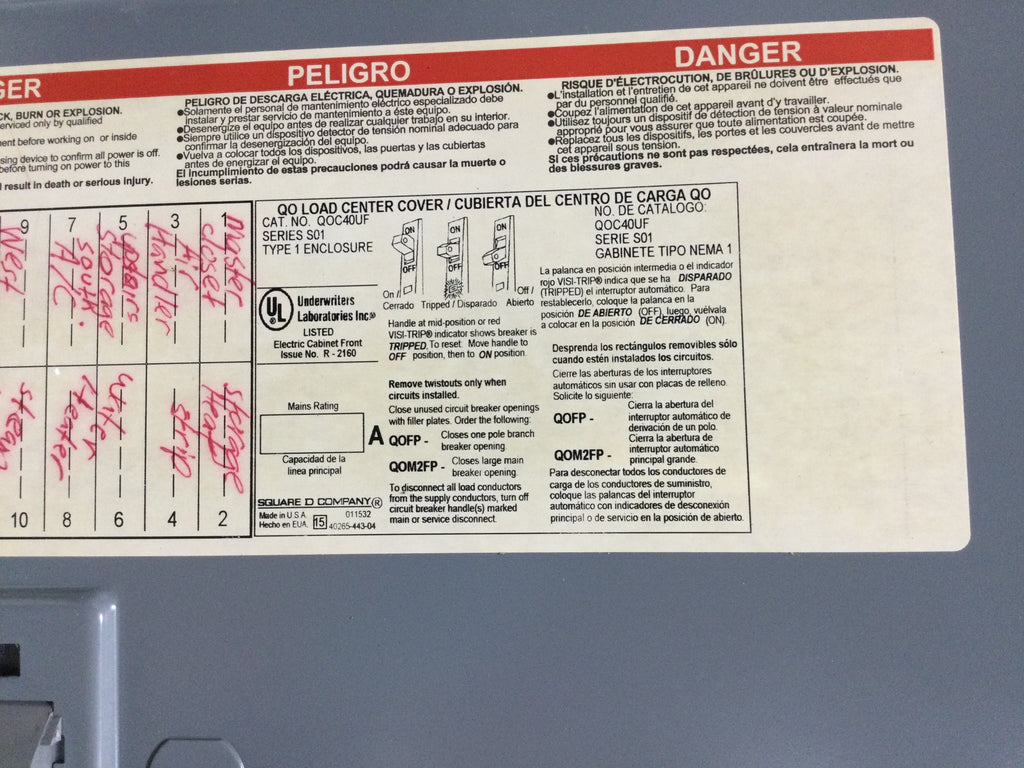 GER
CK, BURN OR EXPLOSION.
erviced only by qualified
ment before working on or inside
sing device to confirm all power is off.
before turning on power to this
l result in death or serious injury.
PELIGRO
PELIGRO DE DESCARGA ELÉCTRICA, QUEMADURA O EXPLOSIÓN.
●Solamente el personal de mantenimiento eléctrico especializado debe
instalar y prestar servicio de mantenimiento a éste equipo.
●Desenergize el equipo antes de realizar cualquier trabajo en su interior.
●Siempre utilice un dispositivo detector de tensión nominal adecuado para
confirmar la desenergización del equipo.
●Vuelva a colocar todos los dispositivos, las puertas y las cubiertas
antes de energizar el equipo.
El incumplimiento de estas precauciones podrá causar la muerte o
lesiones serias.
DANGER
RISQUE D'ÉLECTROCUTION, DE BRÛLURES OU D'EXPLOSION.
●L'installation et l'entretien de cet appareil ne doivent être effectués que
par du personnel qualifié.
●Coupez l'alimentation de cet appareil avant d'y travailler.
●Utilisez toujours un dispositif de détection de tension à valeur nominale
approprié pour vous assurer que toute alimentation est coupée.
●Replacez tous les dispositifs, les portes et les couvercles avant de mettre
cet appareil sous tension.
Si ces précautions ne sont pas respectées, cela entraînera la mort ou
des blessures graves.
9
West
7
South.
A/C
5
Upstairs
Storage
3
Air
Handler
1
Master
closet
10
Steam
8
Heater
6
Water
4
Strip
2
Storage
Heat
QO LOAD CENTER COVER / CUBIERTA DEL CENTRO DE CARGA QO
CAT. NO. QOC40UF
SERIES S01
TYPE 1 ENCLOSURE
UL
Underwriters
Laboratories Inc.®
LISTED
Electric Cabinet Front
Issue No. R - 2160
Mains Rating
A
Capacidad de la
línea principal
SQUARE D COMPANY®
Made in U.S.A.
Hecho en EUA.
15
011532
40265-443-04
ON
OFF
ON
OFF
ON
OFF
On /
Cerrado
Tripped / Disparado
Off /
Abierto
Handle at mid-position or red
VISI-TRIP® indicator shows breaker is
TRIPPED. To reset: Move handle to
OFF position, then to ON position.
Remove twistouts only when
circuits installed.
Close unused circuit breaker openings
with filler plates. Order the following:
QOFP - Closes one pole branch
breaker opening.
QOM2FP - Closes large main
breaker opening.
To disconnect all load conductors
from the supply conductors, turn off
circuit breaker handle(s) marked
main or service disconnect.
NO. DE CATALOGO:
QOC40UF
SERIE S01
GABINETE TIPO NEMA 1
La palanca en posición intermedia o el indicador
rojo VISI-TRIP® indica que se ha DISPARADO
(TRIPPED) el interruptor automático. Para
restablecerlo, coloque la palanca en la
posición DE ABIERTO (OFF), luego, vuélvala
a colocar en la posición DE CERRADO (ON).
Desprenda los rectángulos removibles sólo
cuando estén instalados los circuitos.
Cierre las aberturas de los interruptores
automáticos sin usar con placas de relleno.
Solicite lo siguiente:
QOFP - Cierra la abertura del
interruptor automático de
derivación de un polo.
QOM2FP - Cierra la abertura de
interruptor automático
principal grande.
Para desconectar todos los conductores de
carga de los conductores de suministro,
coloque las palancas del interruptor
automático con indicadores de desconexión
principal o de servicio en la posición de abierto.